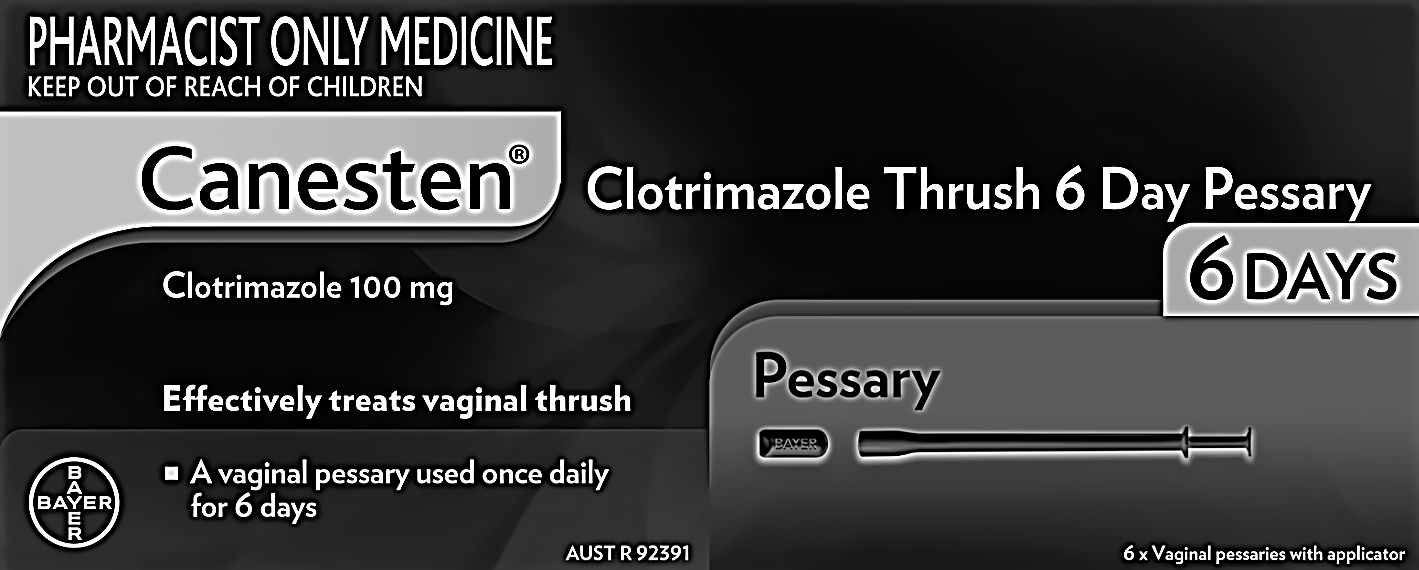 PHARMACIST ONLY MEDICINE
KEEP OUT OF REACH OF CHILDREN
Canesten®
Clotrimazole Thrush 6 Day Pessary
6 DAYS
Clotrimazole 100 mg
Effectively treats vaginal thrush
▪ A vaginal pessary used once daily
for 6 days
BAYER
BAYER
AUST R 92391
Pessary
BAYER
6 x Vaginal pessaries with applicator